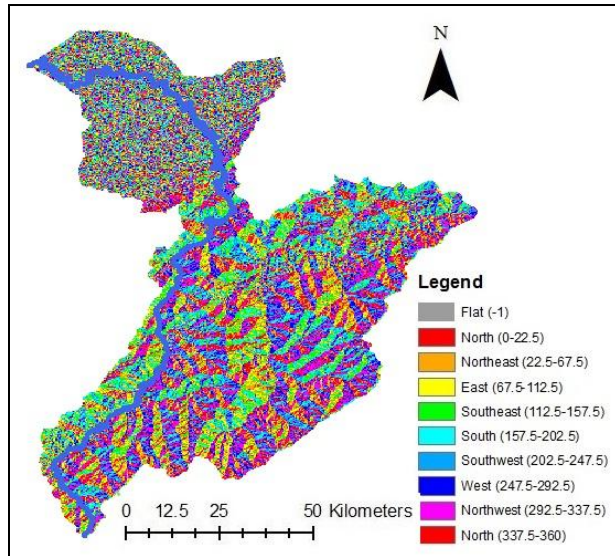 N
Legend
Flat (-1)
North (0-22.5)
Northeast (22.5-67.5)
East (67.5-112.5)
Southeast (112.5-157.5)
South (157.5-202.5)
Southwest (202.5-247.5)
West (247.5-292.5)
Northwest (292.5-337.5)
North (337.5-360)
0 12.5 25 50 Kilometers